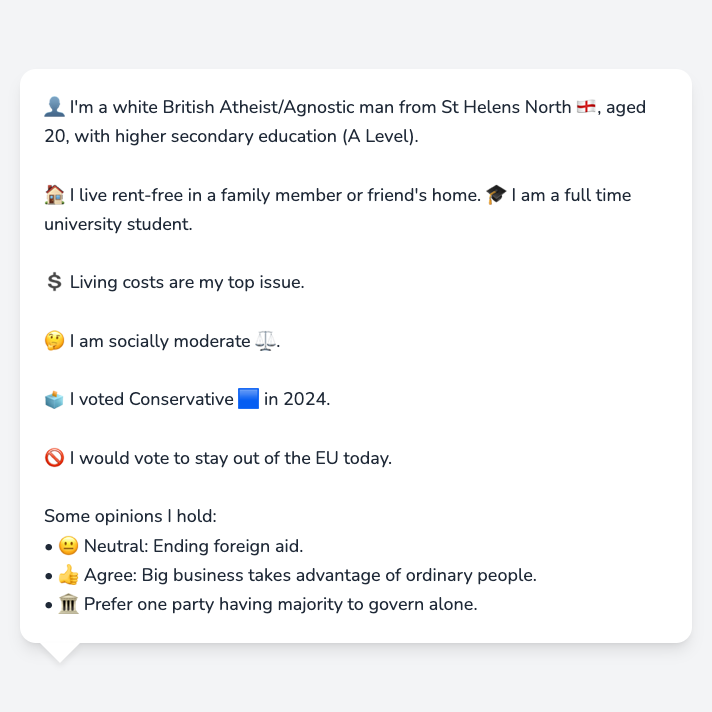 👤 I'm a white British Atheist/Agnostic man from St Helens North 🏴󠁧󠁢󠁥󠁮󠁧󠁿, aged
20, with higher secondary education (A Level).
🏠 I live rent-free in a family member or friend's home. 🎓 I am a full time
university student.
💲 Living costs are my top issue.
🤔 I am socially moderate ⚖️.
🗳️ I voted Conservative 🟦 in 2024.
🚫 I would vote to stay out of the EU today.
Some opinions I hold:
• 😐 Neutral: Ending foreign aid.
• 👍 Agree: Big business takes advantage of ordinary people.
• 🏛️ Prefer one party having majority to govern alone.